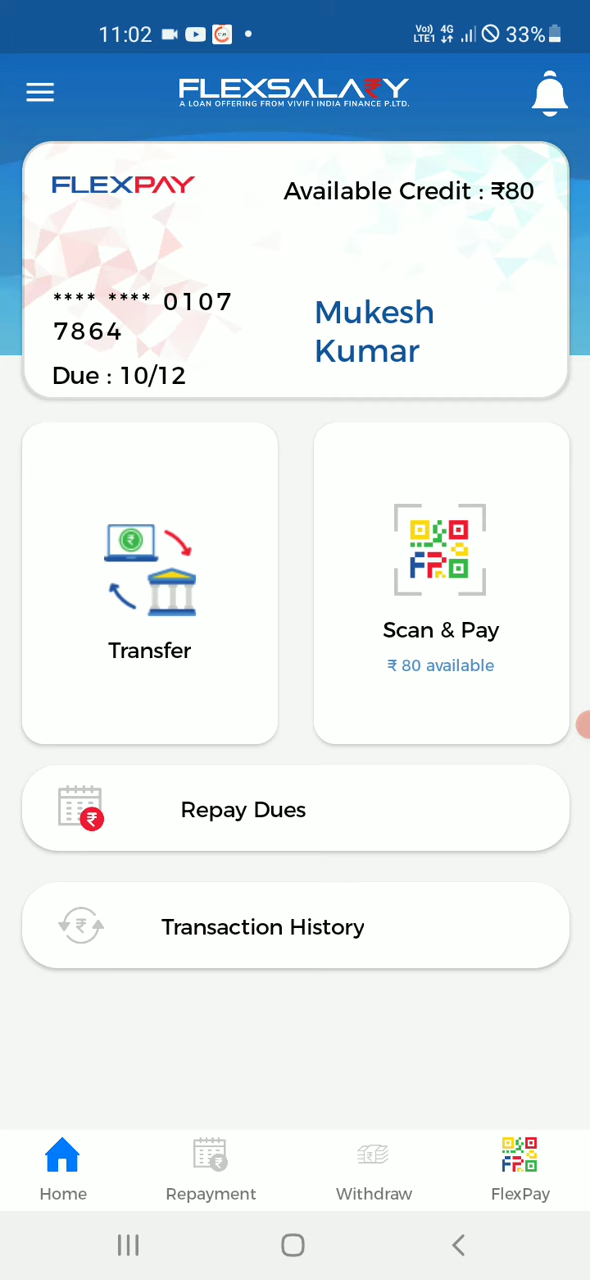 11:02
Vo)) 4G
LTE1 33%
FLEXSALA₹Y
A LOAN OFFERING FROM VIVIFI INDIA FINANCE P.LTD.
FLEXPAY
Available Credit : ₹80
**** **** 0107
7864
Mukesh
Kumar
Due : 10/12
Transfer
Scan & Pay
₹ 80 available
Repay Dues
Transaction History
Home Repayment Withdraw FlexPay